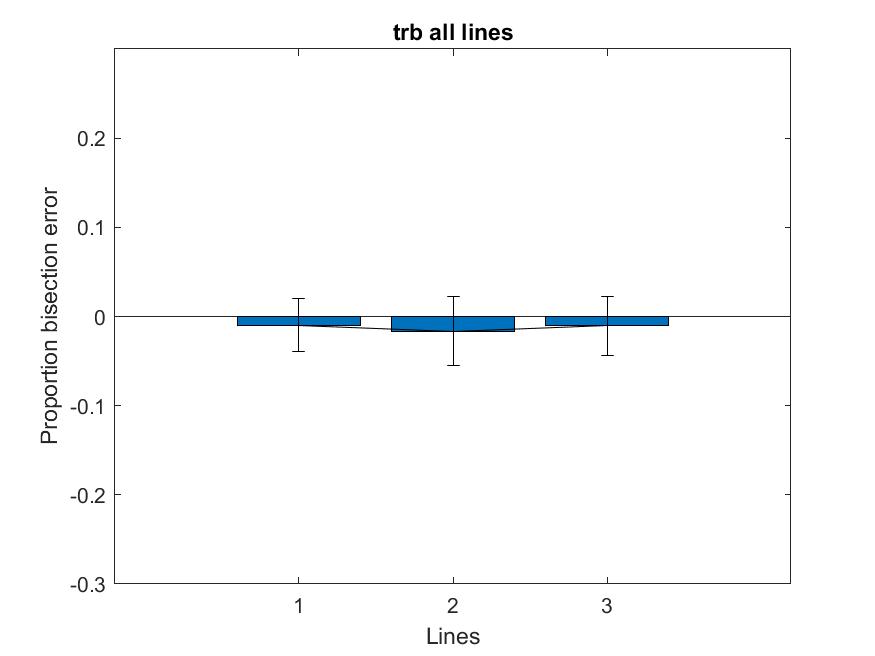 trb all lines
Proportion bisection error
0.2
0.1
0
-0.1
-0.2
-0.3
1 2 3
Lines